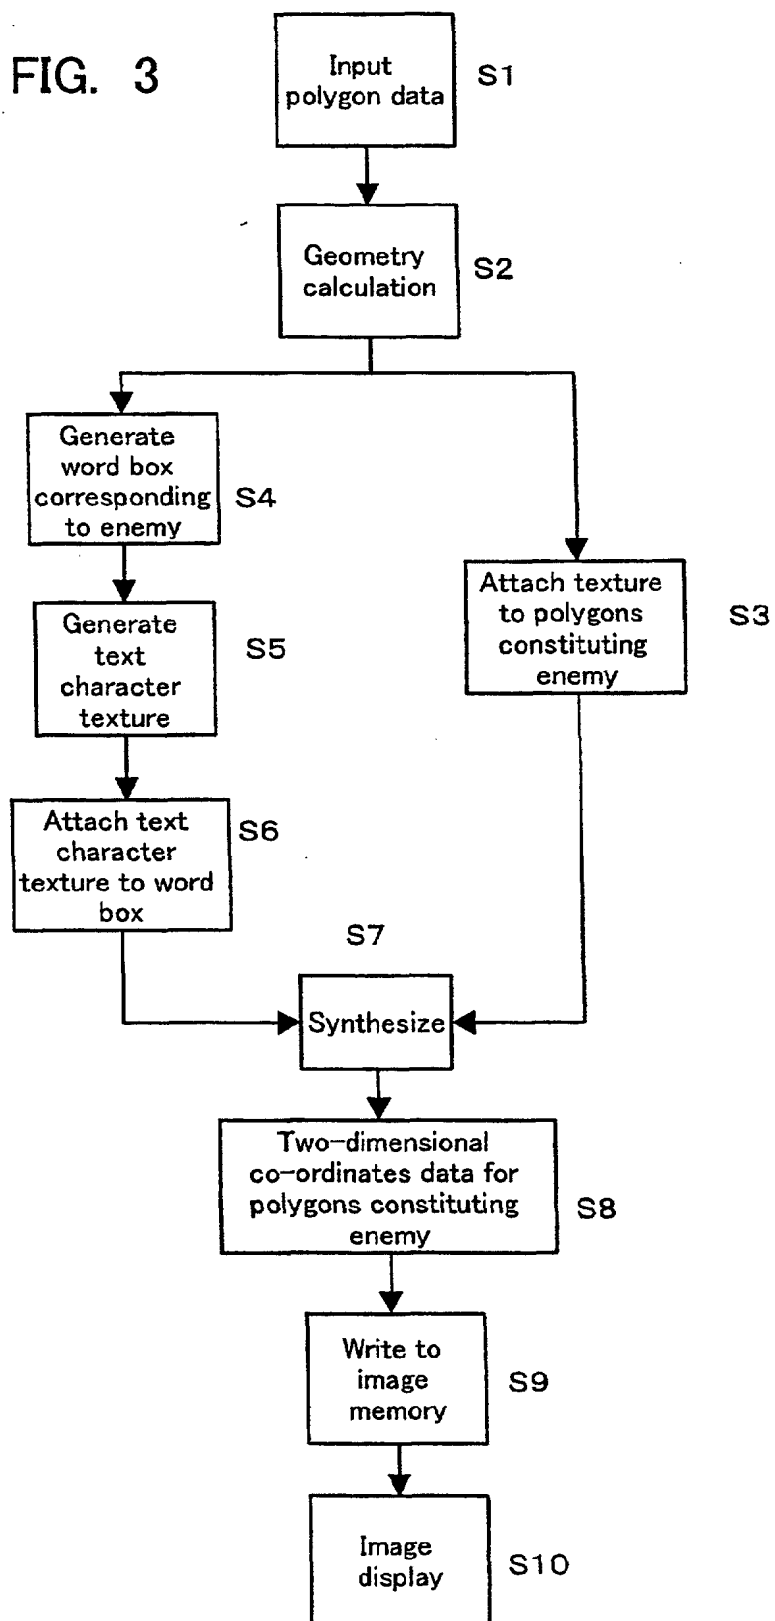 FIG. 3
Input
polygon data
S1
Geometry
calculation
S2
Generate
word box
corresponding
to enemy
S4
Attach texture
to polygons
constituting
enemy
S3
Generate
text
character
texture
S5
Attach text
character
texture to word
box
S6
S7
Synthesize
Two-dimensional
co-ordinates data for
polygons constituting
enemy
S8
Write to
image
memory
S9
Image
display
S10